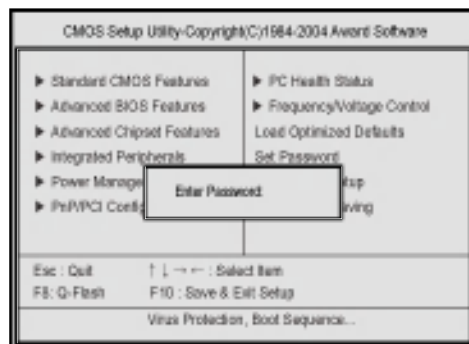 CMOS Setup Utility-Copyright(C)1984-2004 Award Software
Standard CMOS Features
Advanced BIOS Features
Advanced Chipset Features
Integrated Peripherals
Power Manage
PnP/PCI Config
PC Health Status
Frequency/Voltage Control
Load Optimized Defaults
Set Password
tup
aving
Enter Password:
Esc : Quit ↑ ↓ → ← : Select Item
F8: Q-Flash F10 : Save & Exit Setup
Virus Protection, Boot Sequence...